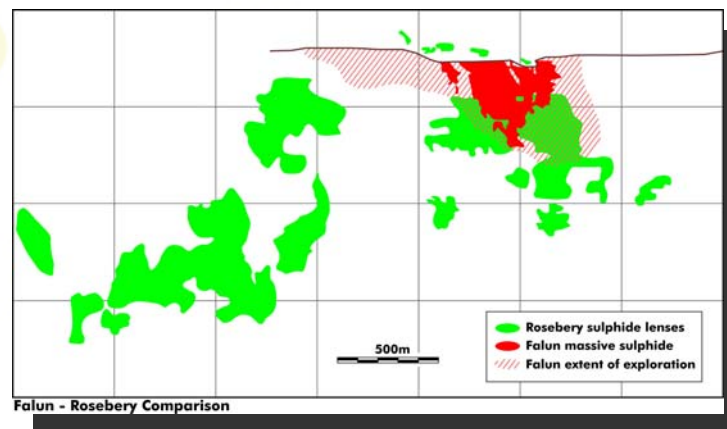 500m
Rosebery sulphide lenses
Falun massive sulphide
Falun extent of exploration
Falun - Rosebery Comparison